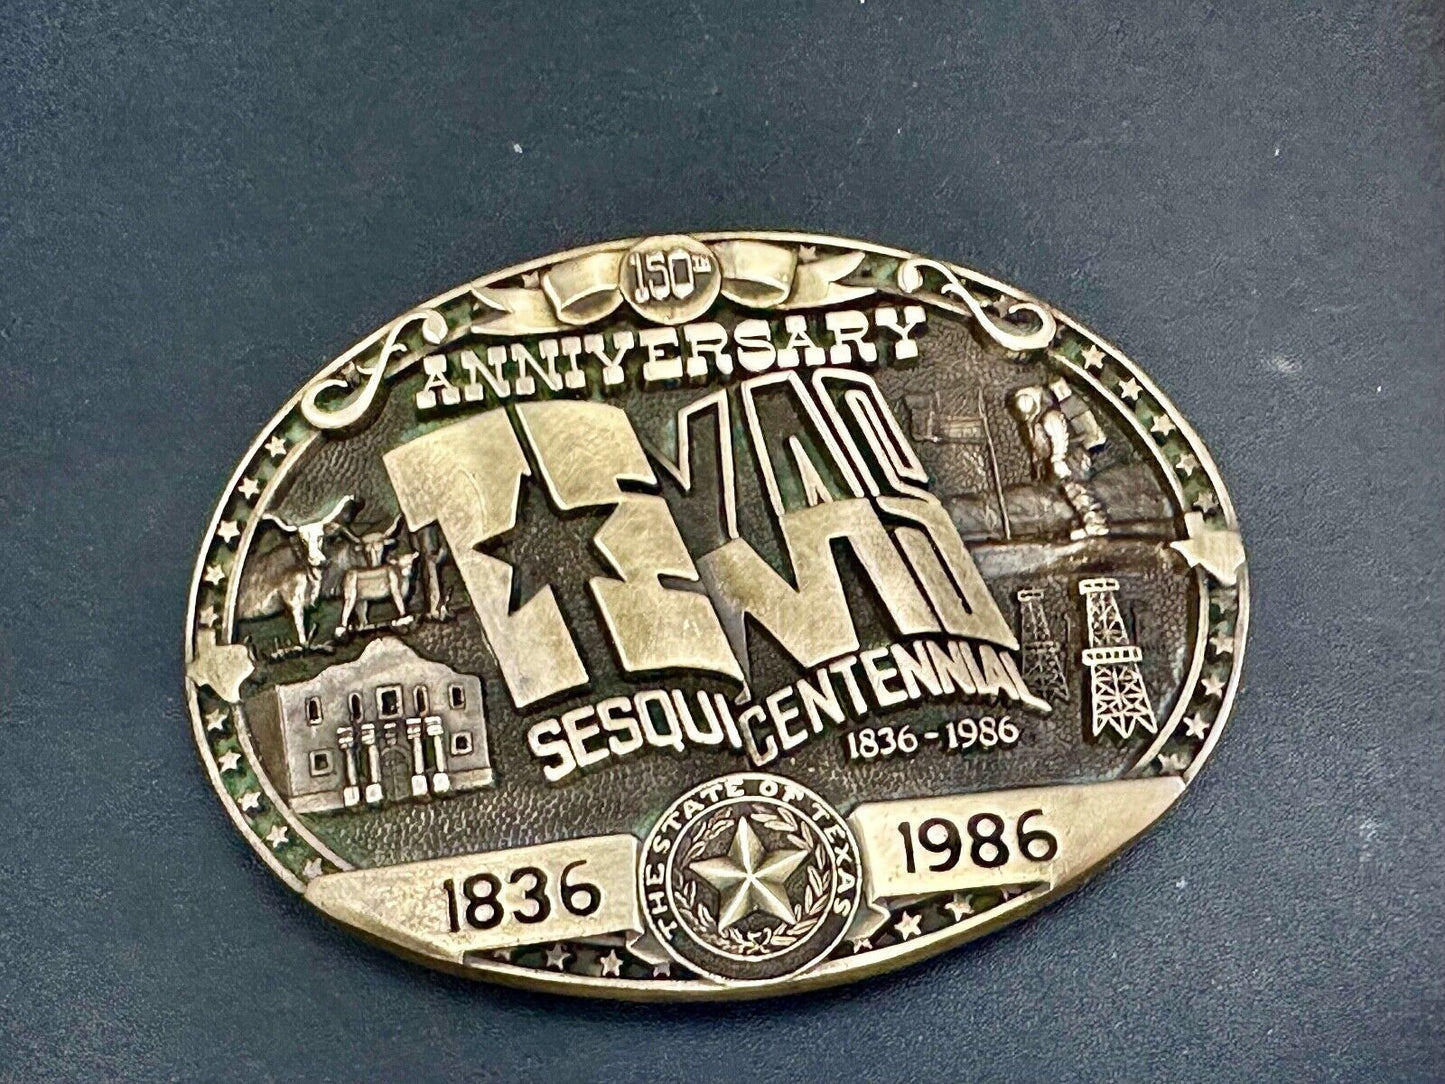 150TH
ANNIVERSARY
TEXAS
SESQUICENTENNIAL
1836-1986
1836
THE STATE OF TEXAS
1986